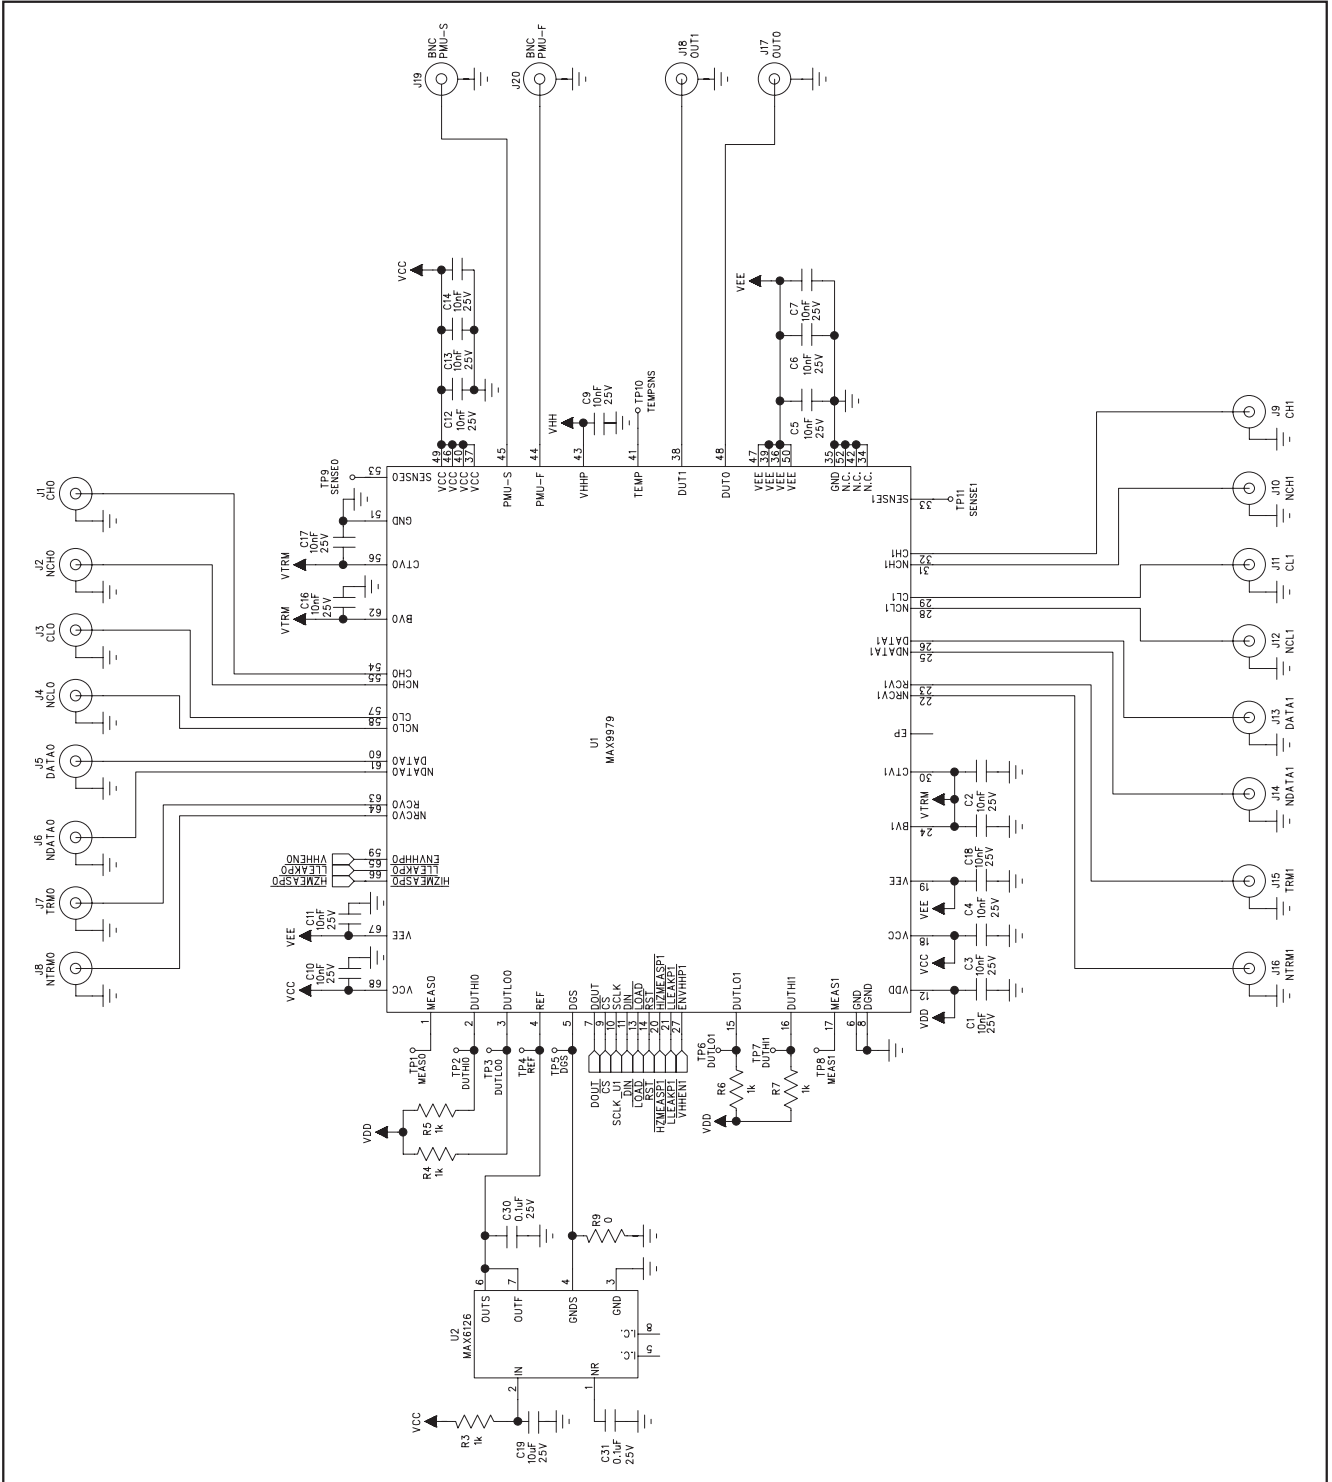 J19
BNC
PMU-S
J20
BNC
PMU-F
J18
OUT1
J17
OUT0
VCC
C14
10nF
25V
C13
10nF
25V
C12
10nF
25V
VEE
C7
10nF
25V
C6
10nF
25V
C5
10nF
25V
VHH
C9
10nF
25V
TP10
TEMPSNS
TP9
SENSE0
53
SENSE0
49
VCC
46
VCC
40
VCC
37
VCC
45
PMU-S
44
PMU-F
43
VHHP
41
TEMP
38
DUT1
48
DUT0
47
VEE
39
VEE
36
VEE
50
VEE
35
GND
52
N.C.
42
N.C.
34
N.C.
SENSE1
33
TP11
SENSE1
J1
CH0
J2
NCH0
J3
CL0
J4
NCL0
J5
DATA0
J6
NDATA0
J7
TRM0
J8
NTRM0
51
GND
C17
10nF
25V
VTRM
56
CTV0
C16
10nF
25V
VTRM
62
BV0
54
CH0
55
NCH0
57
CL0
58
NCL0
60
DATA0
61
NDATA0
63
RCV0
64
NRCV0
VHHEN0
59
ENVHHP0
LLEAKP0
65
LLEAKP0
HZMEASP0
66
HIZMEASP0
C11
10nF
25V
VEE
67
VEE
C10
10nF
25V
VCC
68
VCC
U1
MAX9979
CH1
32
NCH1
31
CL1
29
NCL1
28
DATA1
26
NDATA1
25
RCV1
23
NRCV1
22
EP
CTV1
30
C2
10nF
25V
VTRM
BV1
24
C18
10nF
25V
VEE
19
VEE
C4
10nF
25V
VCC
18
VCC
C3
10nF
25V
VDD
12
VDD
C1
10nF
25V
J9
CH1
J10
NCH1
J11
CL1
J12
NCL1
J13
DATA1
J14
NDATA1
J15
TRM1
J16
NTRM1
MEAS0
1
TP1
MEAS0
DUTHI0
2
TP2
DUTHI0
DUTLO0
3
TP3
DUTLO0
REF
4
TP4
REF
DGS
5
TP5
DGS
DOUT
7
DOUT
CS
9
CS
SCLK
10
SCLK_U1
DIN
11
DIN
LOAD
13
LOAD
RST
14
RST
HIZMEASP1
20
HZMEASP1
LLEAKP1
21
LLEAKP1
ENVHHP1
27
VHHEN1
DUTLO1
15
TP6
DUTLO1
DUTHI1
16
TP7
DUTHI1
MEAS1
17
TP8
MEAS1
GND
6
DGND
8
R6
1k
R7
1k
VDD
VDD
R5
1k
R4
1k
C30
0.1uF
25V
R9
0
6
OUTS
7
OUTF
4
GNDS
3
GND
U2
MAX6126
I.C.
8
I.C.
5
IN
2
NR
1
VCC
R3
1k
C19
10uF
25V
C31
0.1uF
25V